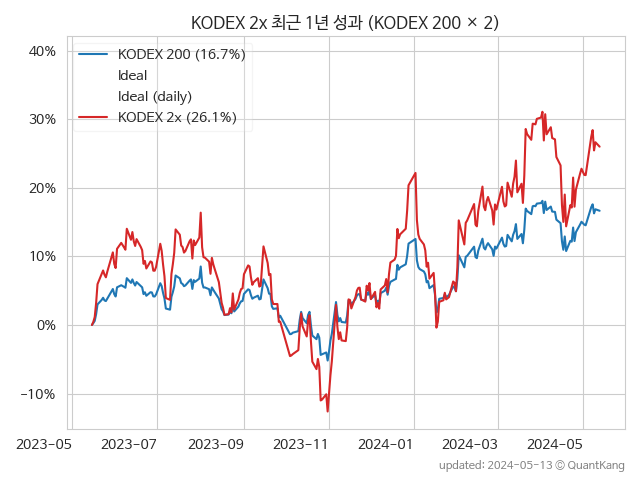 KODEX 2x 최근 1년 성과 (KODEX 200 × 2)
40%
30%
20%
10%
0%
−10%
KODEX 200 (16.7%)
Ideal
Ideal (daily)
KODEX 2x (26.1%)
2023−05 2023−07 2023−09 2023−11 2024−01 2024−03 2024−05
updated: 2024-05-13 ⓒ QuantKang